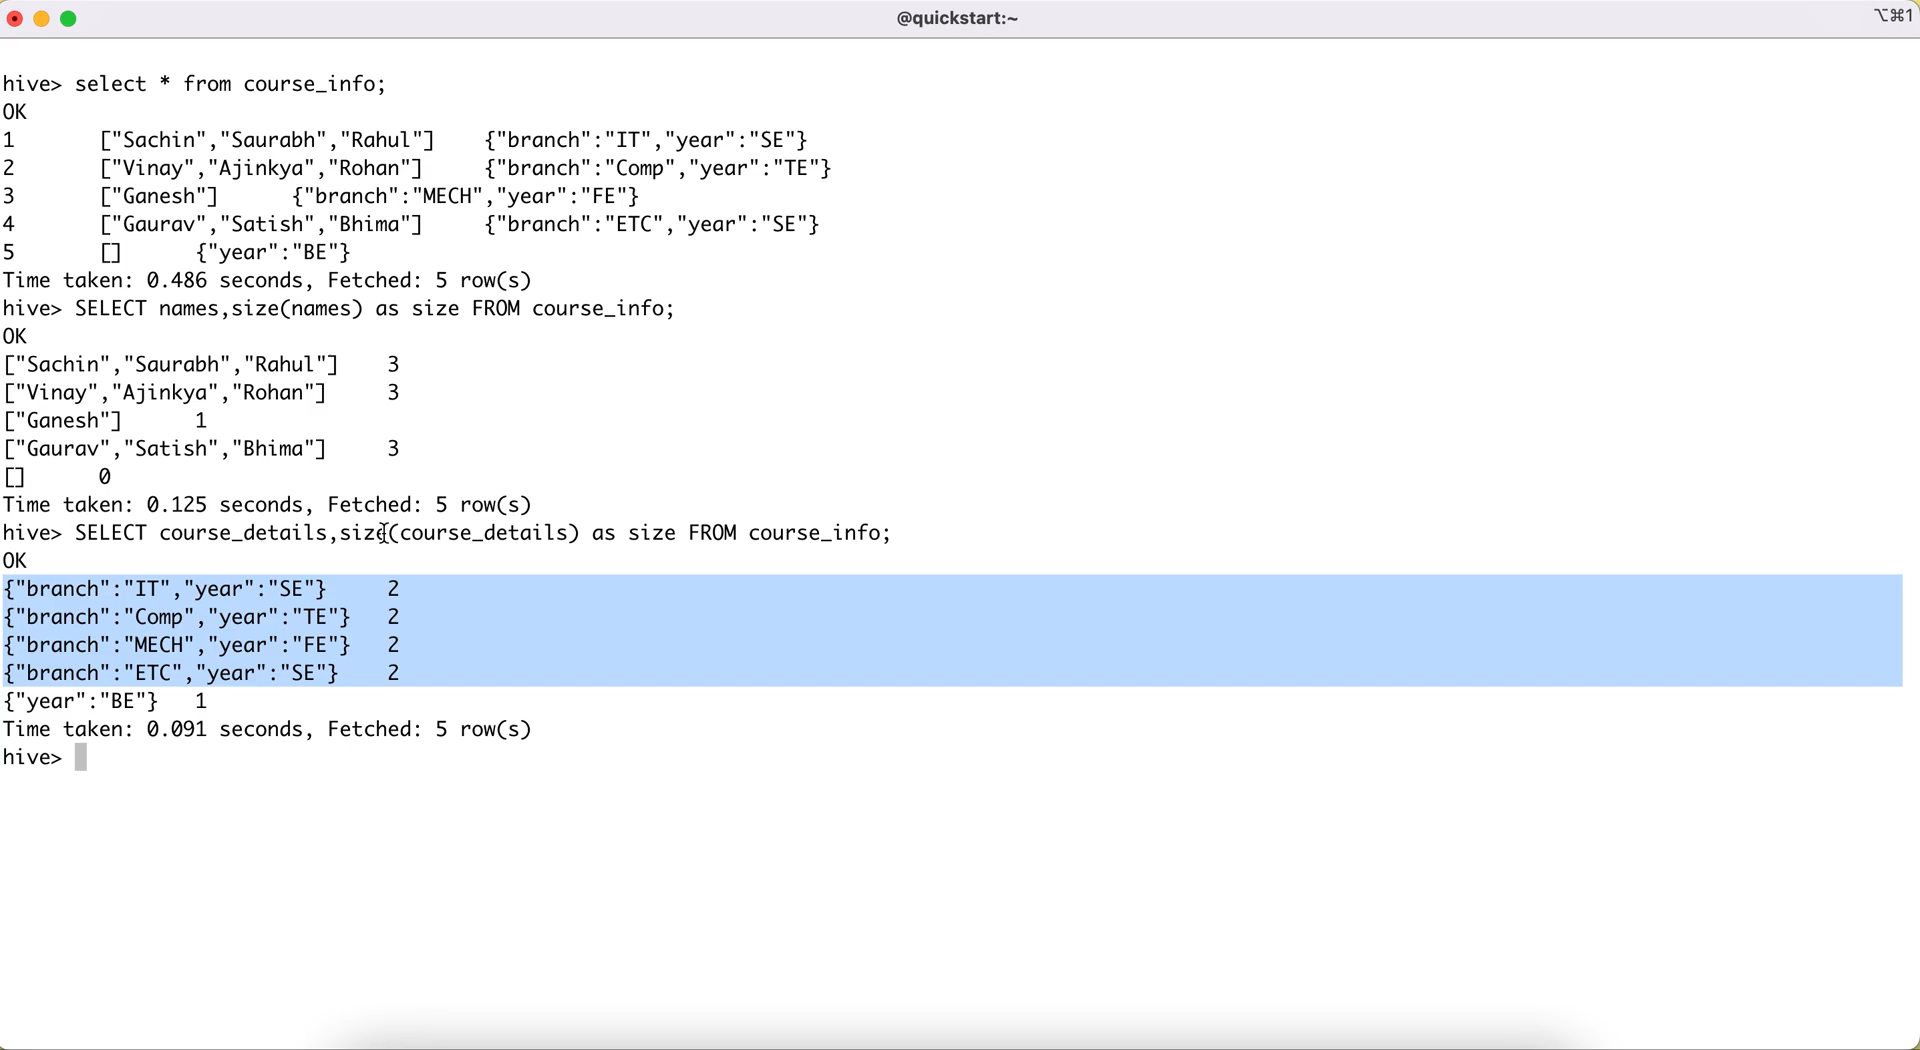 @quickstart:~
⌥⌘1
hive> select * from course_info;
OK
1	["Sachin","Saurabh","Rahul"]	{"branch":"IT","year":"SE"}
2	["Vinay","Ajinkya","Rohan"]	{"branch":"Comp","year":"TE"}
3	["Ganesh"]	{"branch":"MECH","year":"FE"}
4	["Gaurav","Satish","Bhima"]	{"branch":"ETC","year":"SE"}
5	[]	{"year":"BE"}
Time taken: 0.486 seconds, Fetched: 5 row(s)
hive> SELECT names,size(names) as size FROM course_info;
OK
["Sachin","Saurabh","Rahul"]	3
["Vinay","Ajinkya","Rohan"]	3
["Ganesh"]	1
["Gaurav","Satish","Bhima"]	3
[]	0
Time taken: 0.125 seconds, Fetched: 5 row(s)
hive> SELECT course_details,size(course_details) as size FROM course_info;
OK
{"branch":"IT","year":"SE"}	2
{"branch":"Comp","year":"TE"}	2
{"branch":"MECH","year":"FE"}	2
{"branch":"ETC","year":"SE"}	2
{"year":"BE"}	1
Time taken: 0.091 seconds, Fetched: 5 row(s)
hive>